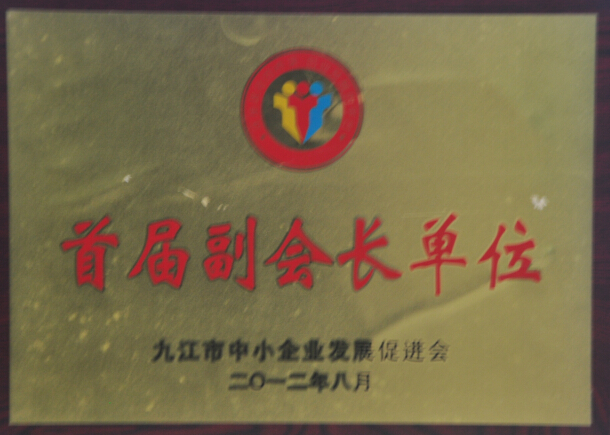 首届副会长单位
九江市中小企业发展促进会
二〇一二年八月